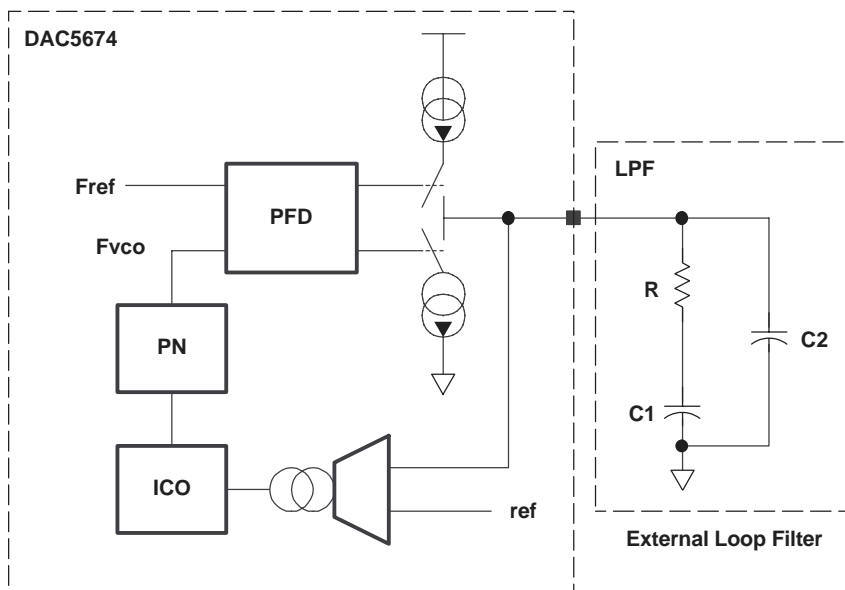 DAC5674
LPF
Fref
PFD
Fvco
R
PN
C2
C1
ICO
ref
External Loop Filter